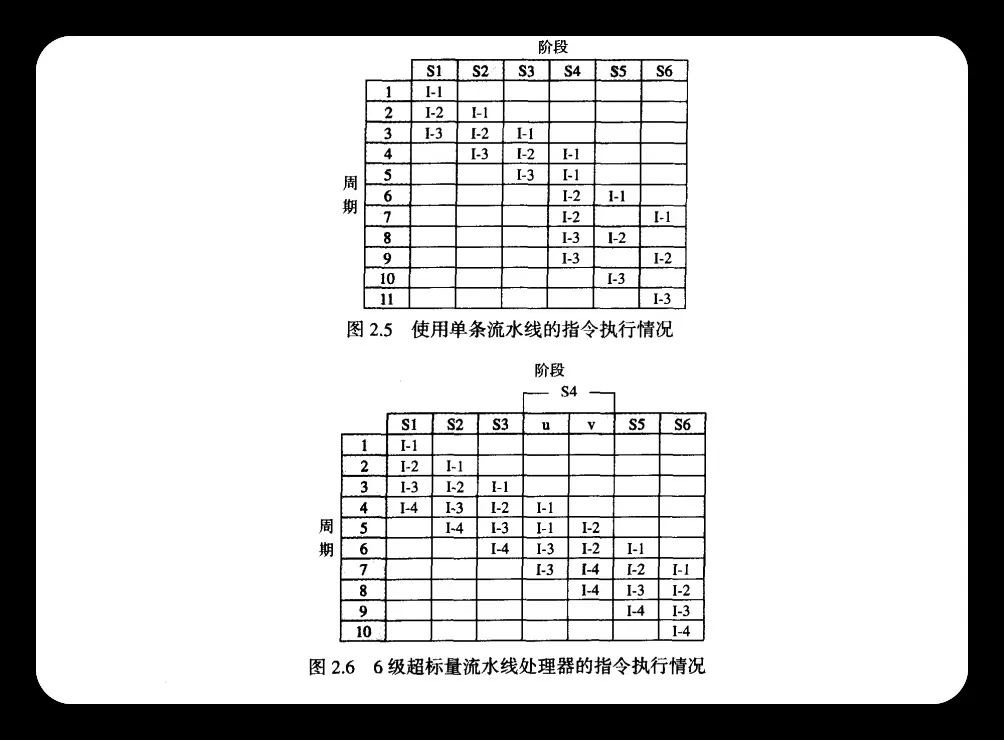 阶段
S1 S2 S3 S4 S5 S6
1 I-1
2 I-2 I-1
3 I-3 I-2 I-1
4 I-3 I-2 I-1
5 I-3 I-1
6 I-2 I-1
7 I-2 I-1
8 I-3 I-2
9 I-3 I-2
10 I-3
11 I-3
周期
图 2.5 使用单条流水线的指令执行情况
阶段
S4
S1 S2 S3 u v S5 S6
1 I-1
2 I-2 I-1
3 I-3 I-2 I-1
4 I-4 I-3 I-2 I-1
5 I-4 I-3 I-1 I-2
6 I-4 I-3 I-2 I-1
7 I-3 I-4 I-2 I-1
8 I-4 I-3 I-2
9 I-4 I-3
10 I-4
周期
图 2.6 6 级超标量流水线处理器的指令执行情况